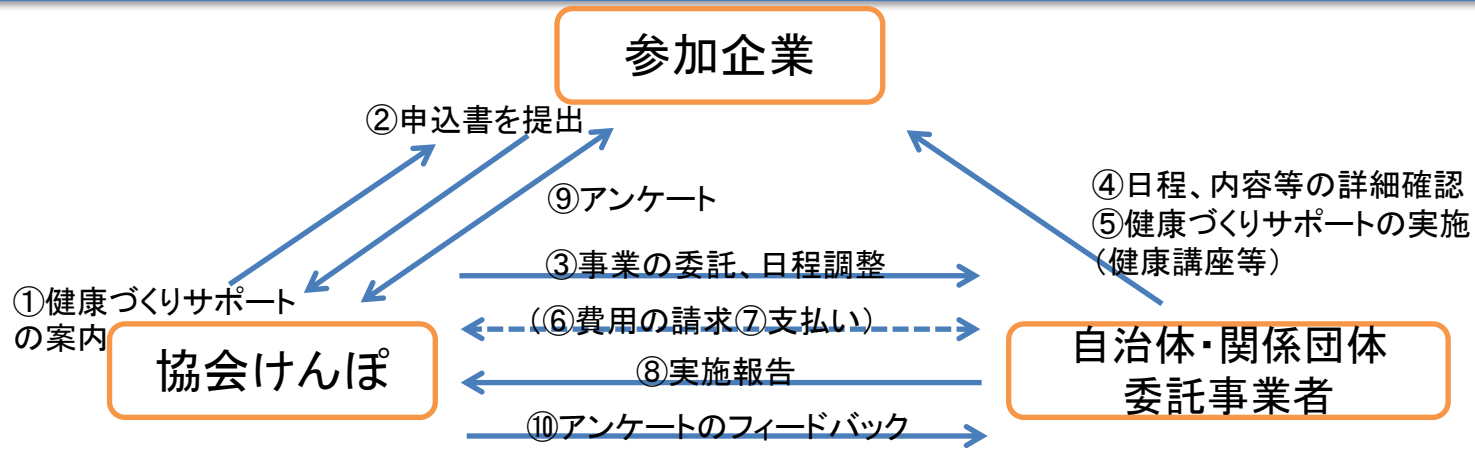 参加企業
②申込書を提出
⑨アンケート
④日程、内容等の詳細確認
⑤健康づくりサポートの実施
(健康講座等)
③事業の委託、日程調整
①健康づくりサポート
の案内
(⑥費用の請求⑦支払い)
協会けんぽ
⑧実施報告
自治体・関係団体
委託事業者
⑩アンケートのフィードバック